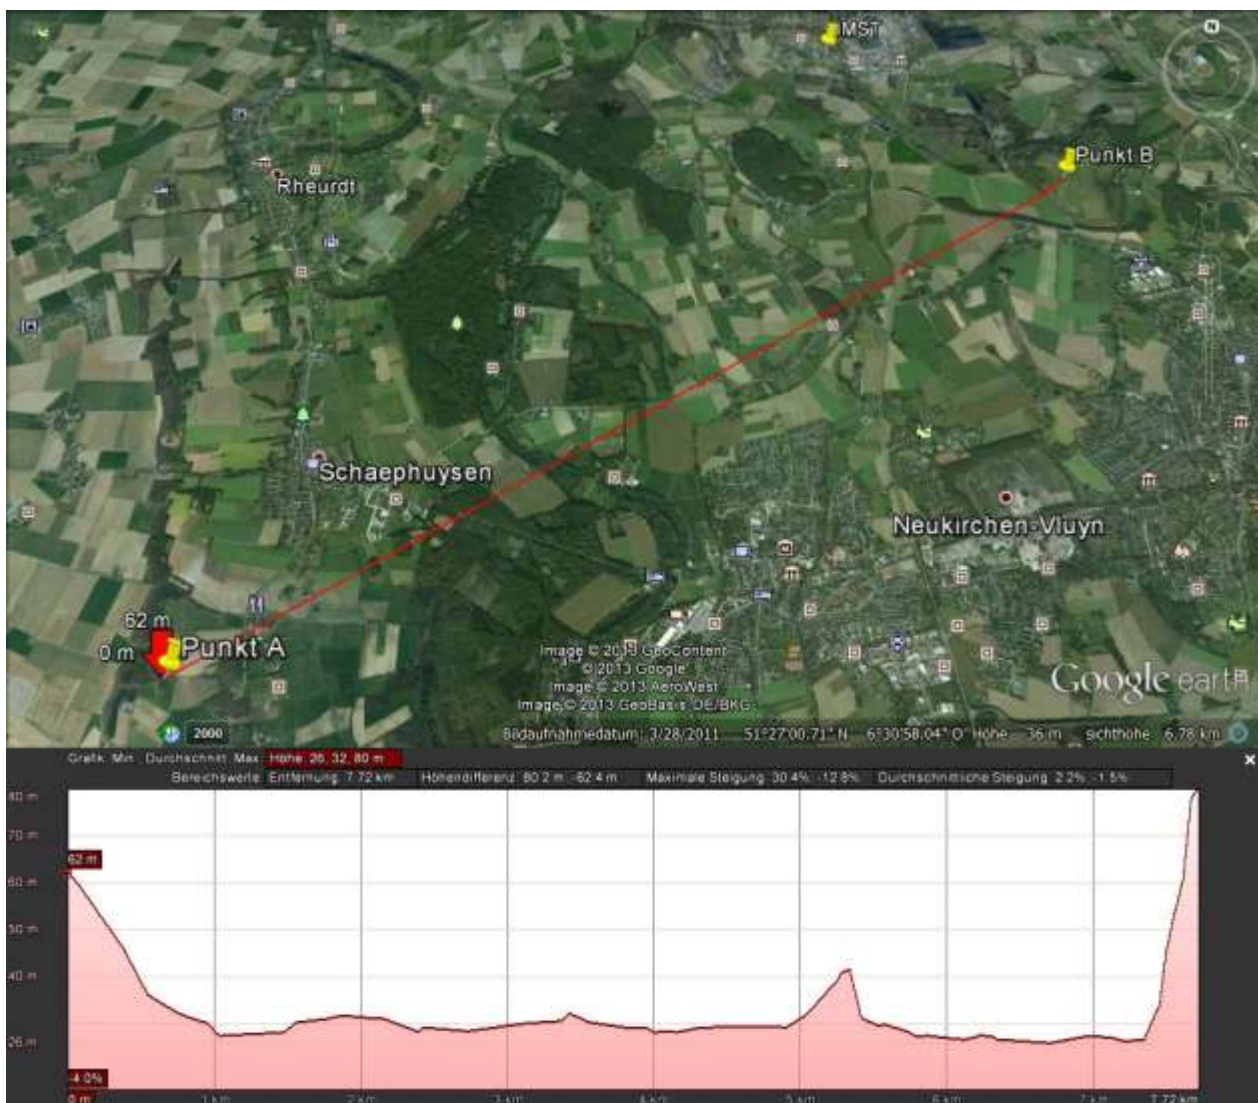 MST
N
Punkt B
Rheurdt
Schaephuysen
Neukirchen-Vluyn
62 m
0 m
Punkt A
Image © 2013 GeoContent
© 2013 Google
Image © 2013 AeroWest
Image © 2013 GeoBasis-DE/BKG
Google earth
2000
Bildaufnahmedatum: 3/28/2011 51°27'00.71" N 6°30'58.04" O Höhe 36 m sichthöhe 6.78 km
Grafik: Min., Durchschnitt, Max. Höhe: 26, 32, 80 m
Bereichswerte: Entfernung: 7.72 km Höhendifferenz: 80.2 m, -62.4 m Maximale Steigung: 30.4%, -12.8% Durchschnittliche Steigung: 2.2%, -1.5%
80 m
70 m
62 m
60 m
50 m
40 m
26 m
-4.0%
0 m 1 km 2 km 3 km 4 km 5 km 6 km 7 km 7.72 km